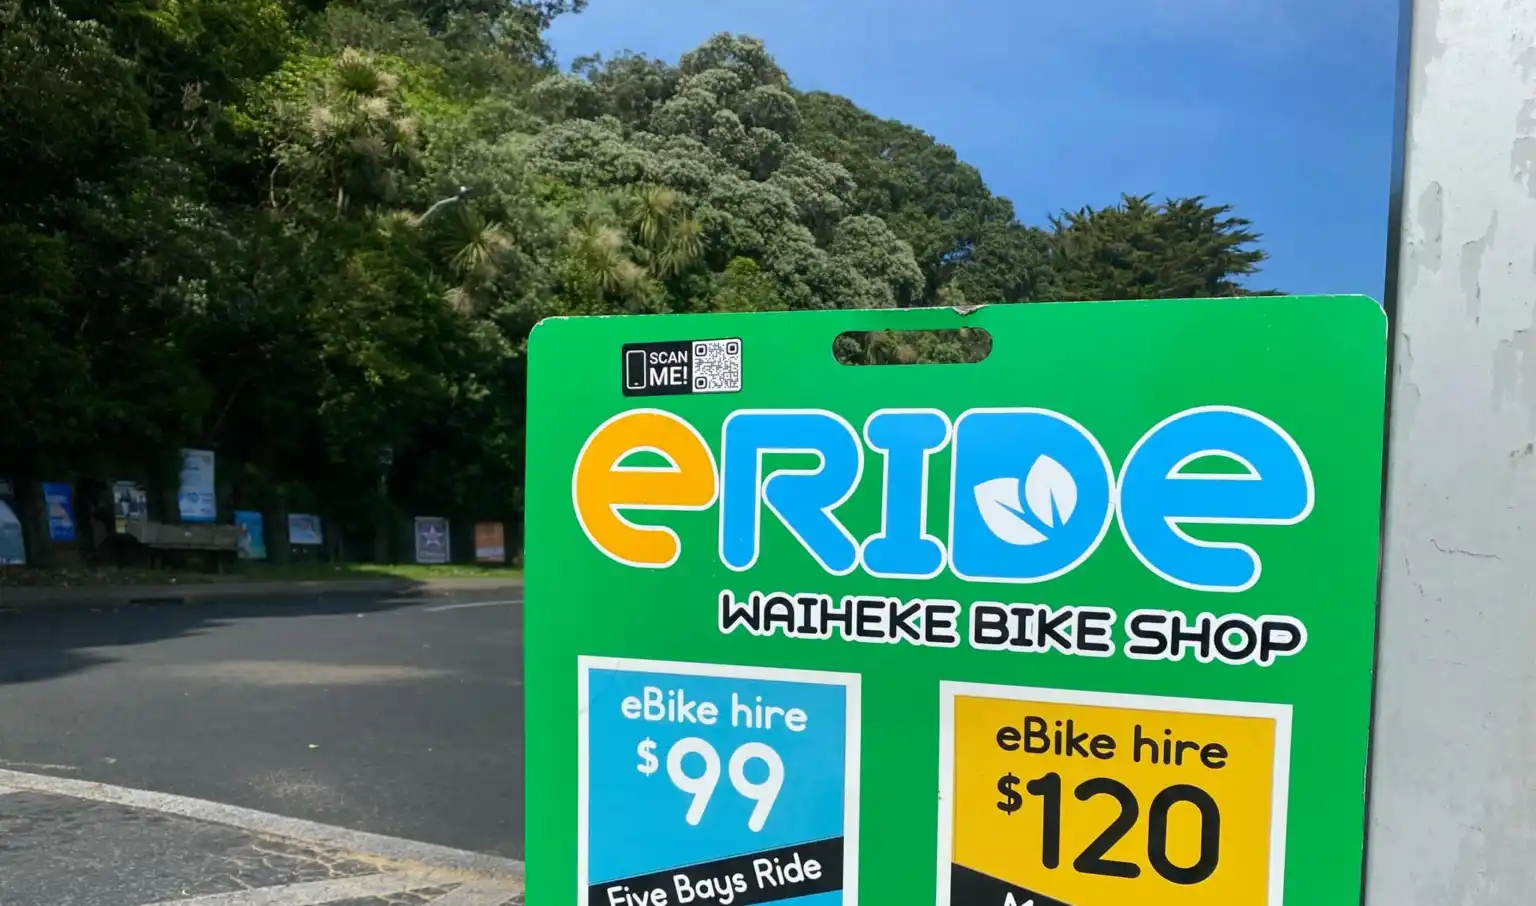 SCAN
ME!
eRIDe
WAIHEKE BIKE SHOP
eBike hire
$99
Five Bays Ride
eBike hire
$120